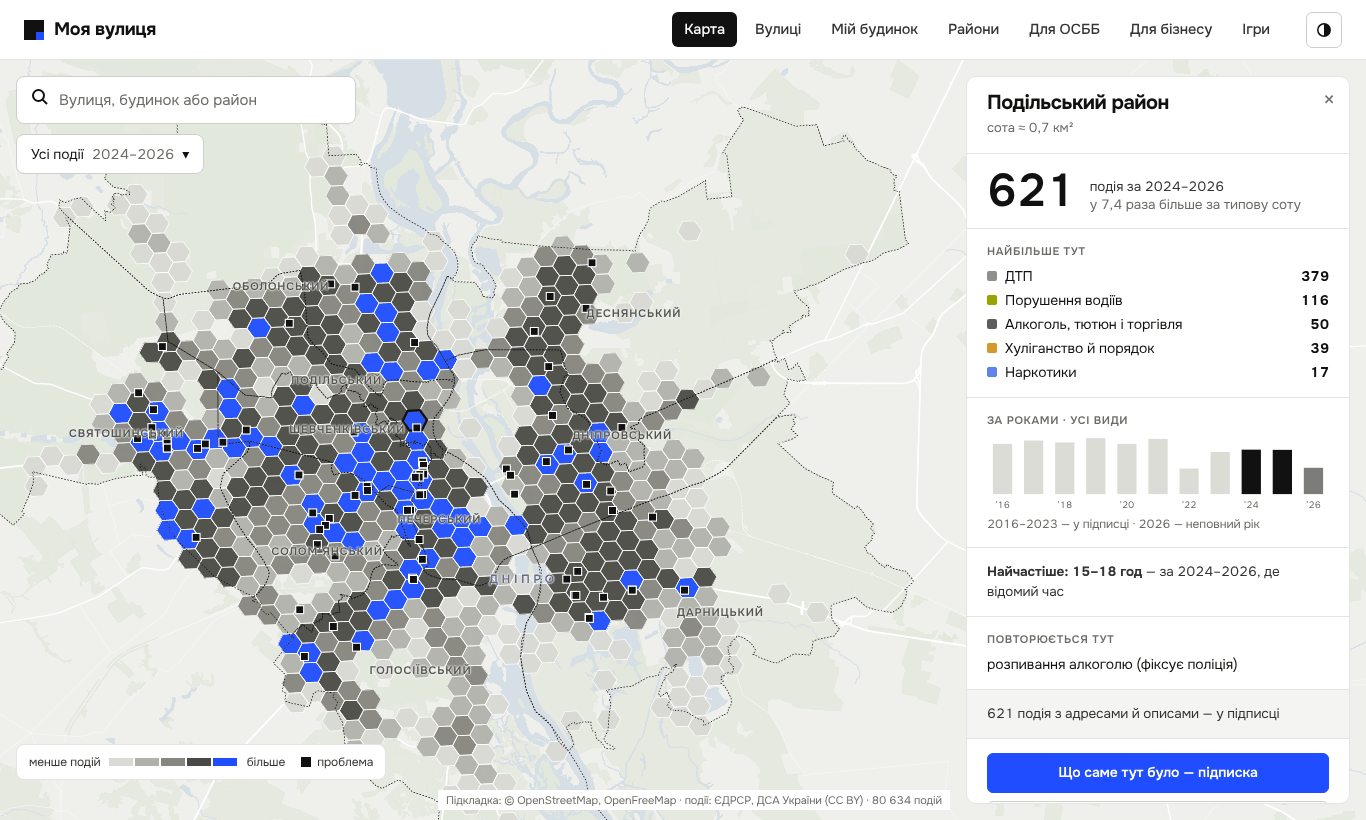 Моя вулиця
Карта
Вулиці
Мій будинок
Райони
Для ОСББ
Для бізнесу
Ігри
Вулиця, будинок або район
Усі події 2024–2026 ▾
ОБОЛОНСЬКИЙ
ДЕСНЯНСЬКИЙ
ПОДІЛЬСЬКИЙ
СВЯТОШИНСЬКИЙ
ШЕВЧЕНКІВСЬКИЙ
ДНІПРОВСЬКИЙ
ПЕЧЕРСЬКИЙ
СОЛОМ'ЯНСЬКИЙ
ДНІПРО
ДАРНИЦЬКИЙ
ГОЛОСІЇВСЬКИЙ
менше подій
більше
проблема
Підкладка: © OpenStreetMap, OpenFreeMap · події: ЄДРСР, ДСА України (CC BY) · 80 634 подій
Подільський район
×
сота ≈ 0,7 км²
621
подія за 2024–2026
у 7,4 раза більше за типову соту
НАЙБІЛЬШЕ ТУТ
ДТП 379
Порушення водіїв 116
Алкоголь, тютюн і торгівля 50
Хуліганство й порядок 39
Наркотики 17
ЗА РОКАМИ · УСІ ВИДИ
'16 '18 '20 '22 '24 '26
2016–2023 — у підписці · 2026 — неповний рік
Найчастіше: 15–18 год — за 2024–2026, де
відомий час
ПОВТОРЮЄТЬСЯ ТУТ
розпивання алкоголю (фіксує поліція)
621 подія з адресами й описами — у підписці
Що саме тут було — підписка